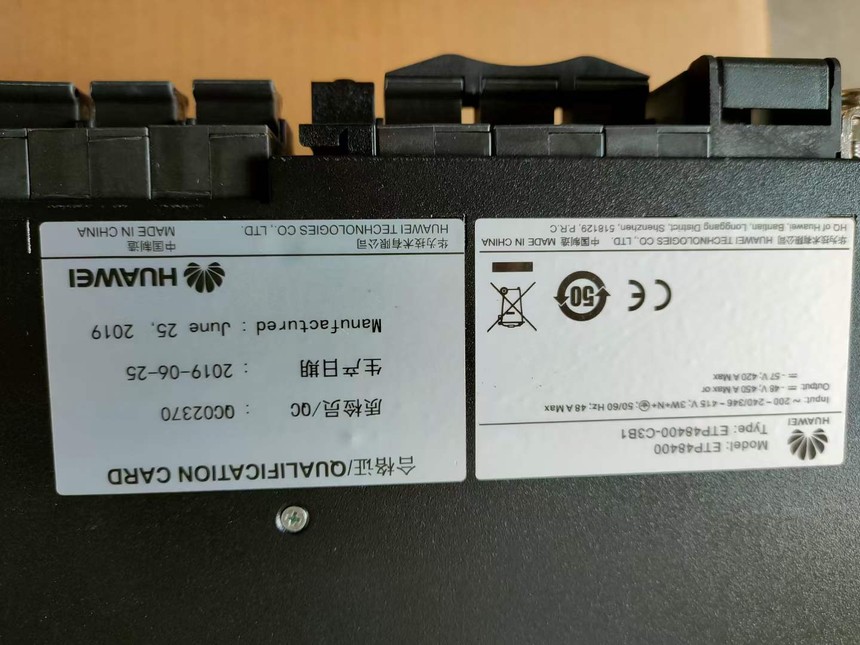 合格证/QUALIFICATION CARD
质检员/QC : QC02370
生产日期 : 2019-06-25
Manufactured : June 25, 2019
HUAWEI
华为技术有限公司 中国制造
HUAWEI TECHNOLOGIES CO., LTD. MADE IN CHINA
HUAWEI
Model: ETP48400
Type: ETP48400-C3B1
Input: ~ 200-240/346-415 V; 3W+N+; 50/60 Hz; 48 A Max
Output: ⎓ -48 V; 450 A Max or
⎓ -57 V; 420 A Max
CE
50
华为技术有限公司 HUAWEI TECHNOLOGIES CO., LTD. 中国制造 MADE IN CHINA
HQ of Huawei, Bantian, Longgang District, Shenzhen, 518129, P.R.C